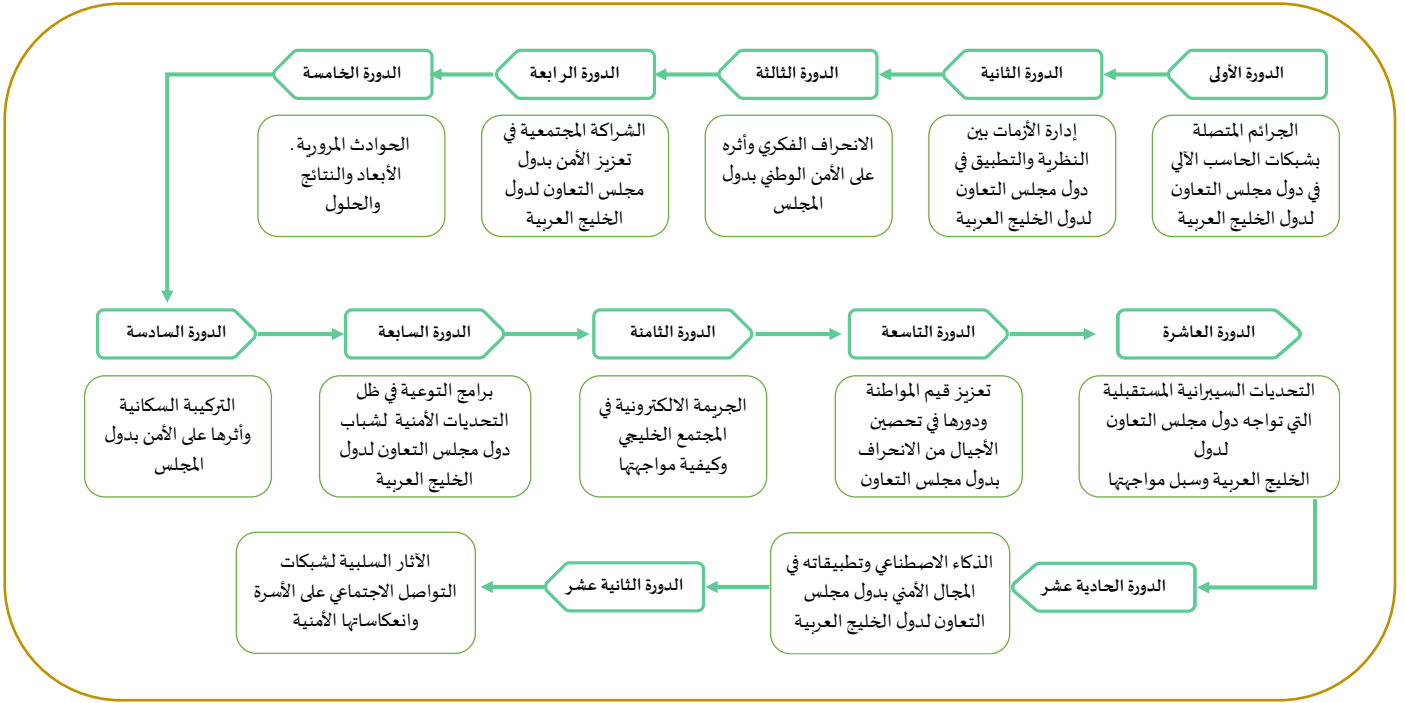 الدورة الأولى
الجرائم المتصلة
بشبكات الحاسب الآلي
في دول مجلس التعاون
لدول الخليج العربية
الدورة الثانية
إدارة الأزمات بين
النظرية والتطبيق في
دول مجلس التعاون
لدول الخليج العربية
الدورة الثالثة
الانحراف الفكري وأثره
على الأمن الوطني بدول
المجلس
الدورة الرابعة
الشراكة المجتمعية في
تعزيز الأمن بدول
مجلس التعاون لدول
الخليج العربية
الدورة الخامسة
الحوادث المرورية.
الأبعاد والنتائج
والحلول
الدورة السادسة
التركيبة السكانية
وأثرها على الأمن بدول
المجلس
الدورة السابعة
برامج التوعية في ظل
التحديات الأمنية لشباب
دول مجلس التعاون لدول
الخليج العربية
الدورة الثامنة
الجريمة الالكترونية في
المجتمع الخليجي
وكيفية مواجهتها
الدورة التاسعة
تعزيز قيم المواطنة
ودورها في تحصين
الأجيال من الانحراف
بدول مجلس التعاون
الدورة العاشرة
التحديات السيبرانية المستقبلية
التي تواجه دول مجلس التعاون
لدول
الخليج العربية وسبل مواجهتها
الدورة الحادية عشر
الذكاء الاصطناعي وتطبيقاته في
المجال الأمني بدول مجلس
التعاون لدول الخليج العربية
الدورة الثانية عشر
الآثار السلبية لشبكات
التواصل الاجتماعي على الأسرة
وانعكاساتها الأمنية